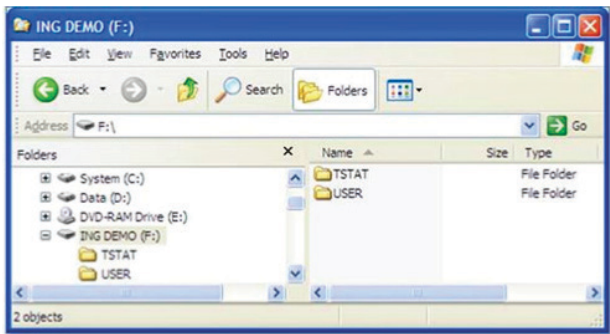 ING DEMO (F:)
File Edit View Favorites Tools Help
Back Search Folders
Address F:\ Go
Folders X Name Size Type
System (C:) TSTAT File Folder
Data (D:) USER File Folder
DVD-RAM Drive (E:)
ING DEMO (F:)
TSTAT
USER
2 objects